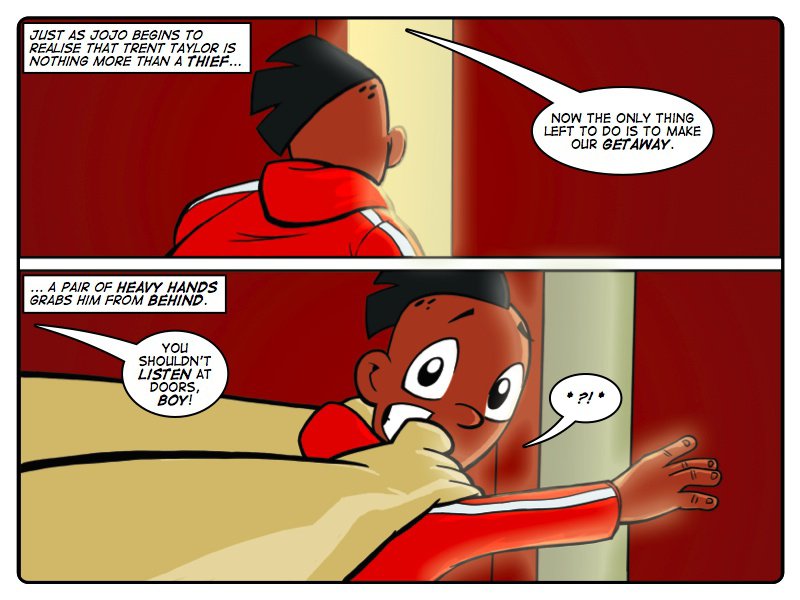 JUST AS JOJO BEGINS TO
REALISE THAT TRENT TAYLOR IS
NOTHING MORE THAN A THIEF...
NOW THE ONLY THING
LEFT TO DO IS TO MAKE
OUR GETAWAY.
... A PAIR OF HEAVY HANDS
GRABS HIM FROM BEHIND.
YOU
SHOULDN'T
LISTEN AT
DOORS,
BOY!
* ?! *